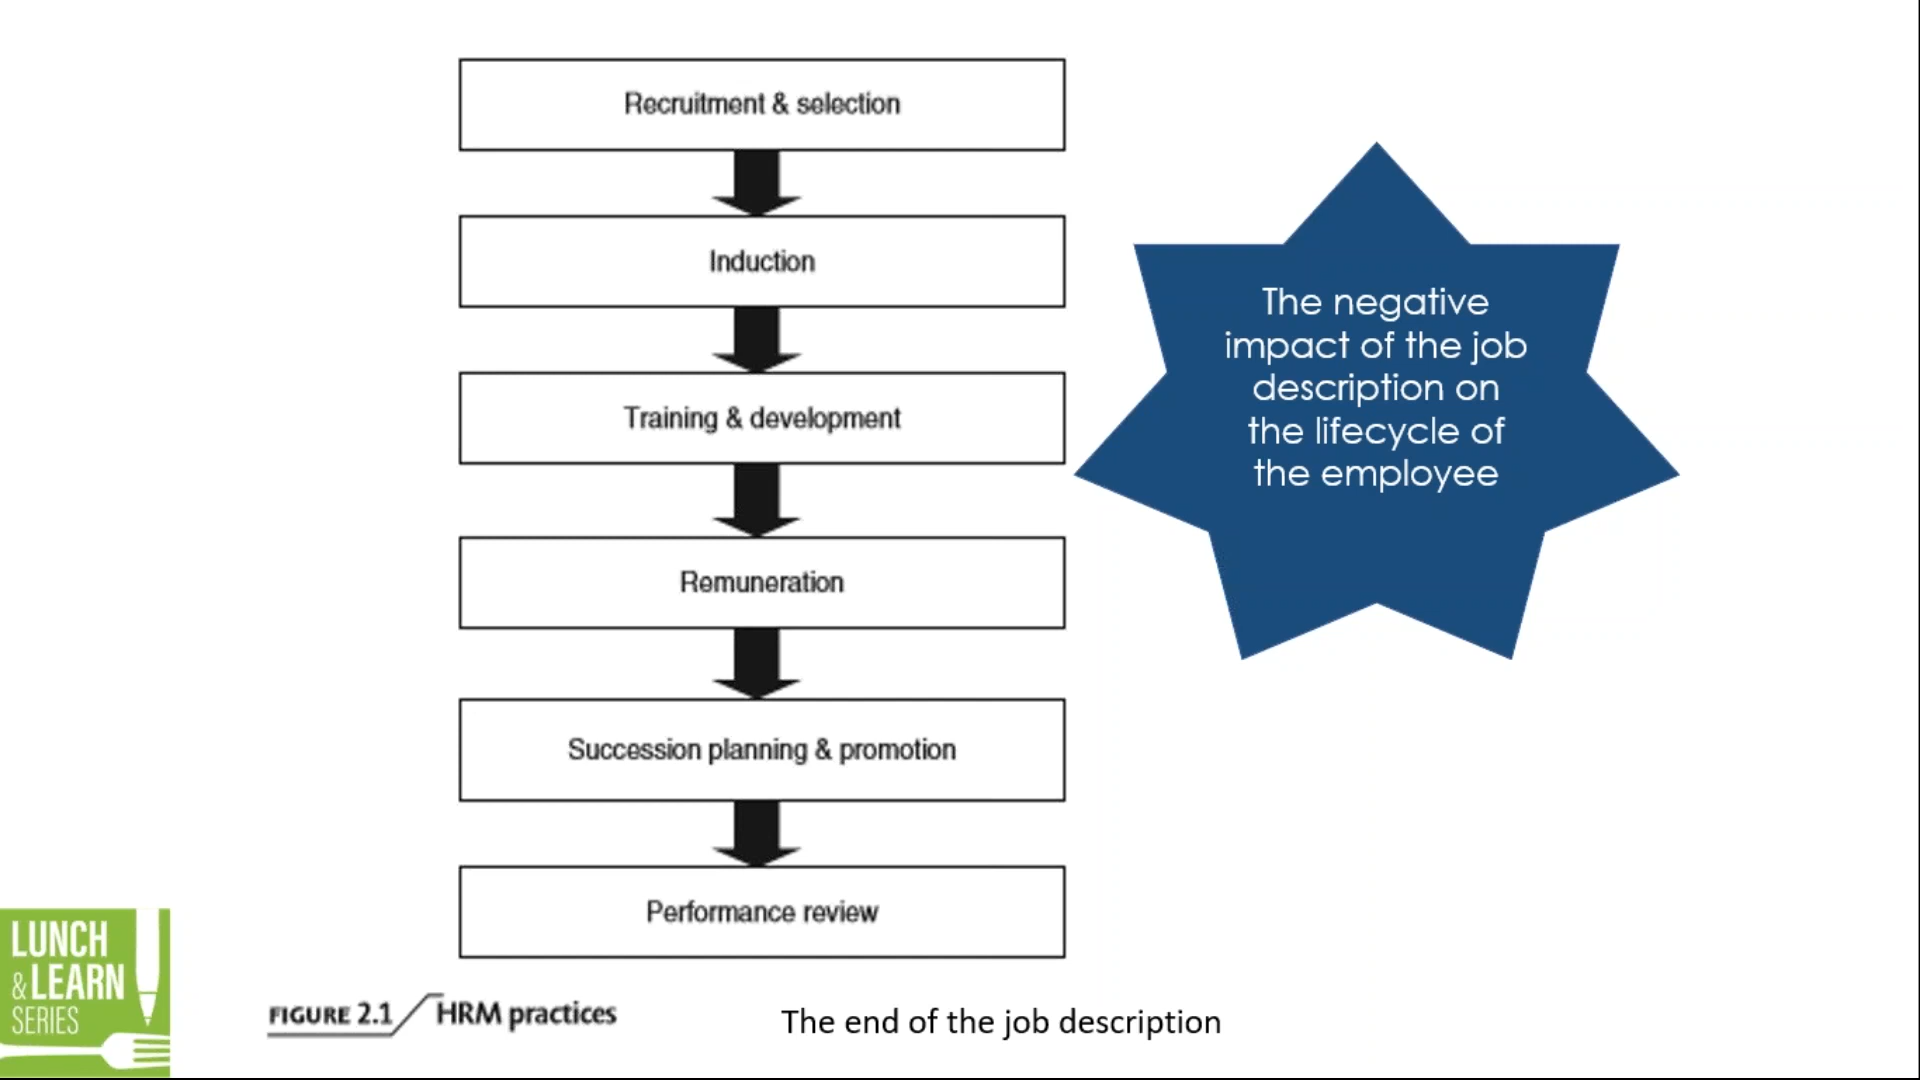 Recruitment & selection
Induction
Training & development
Remuneration
Succession planning & promotion
Performance review
The negative
impact of the job
description on
the lifecycle of
the employee
LUNCH
& LEARN
SERIES
FIGURE 2.1 HRM practices
The end of the job description